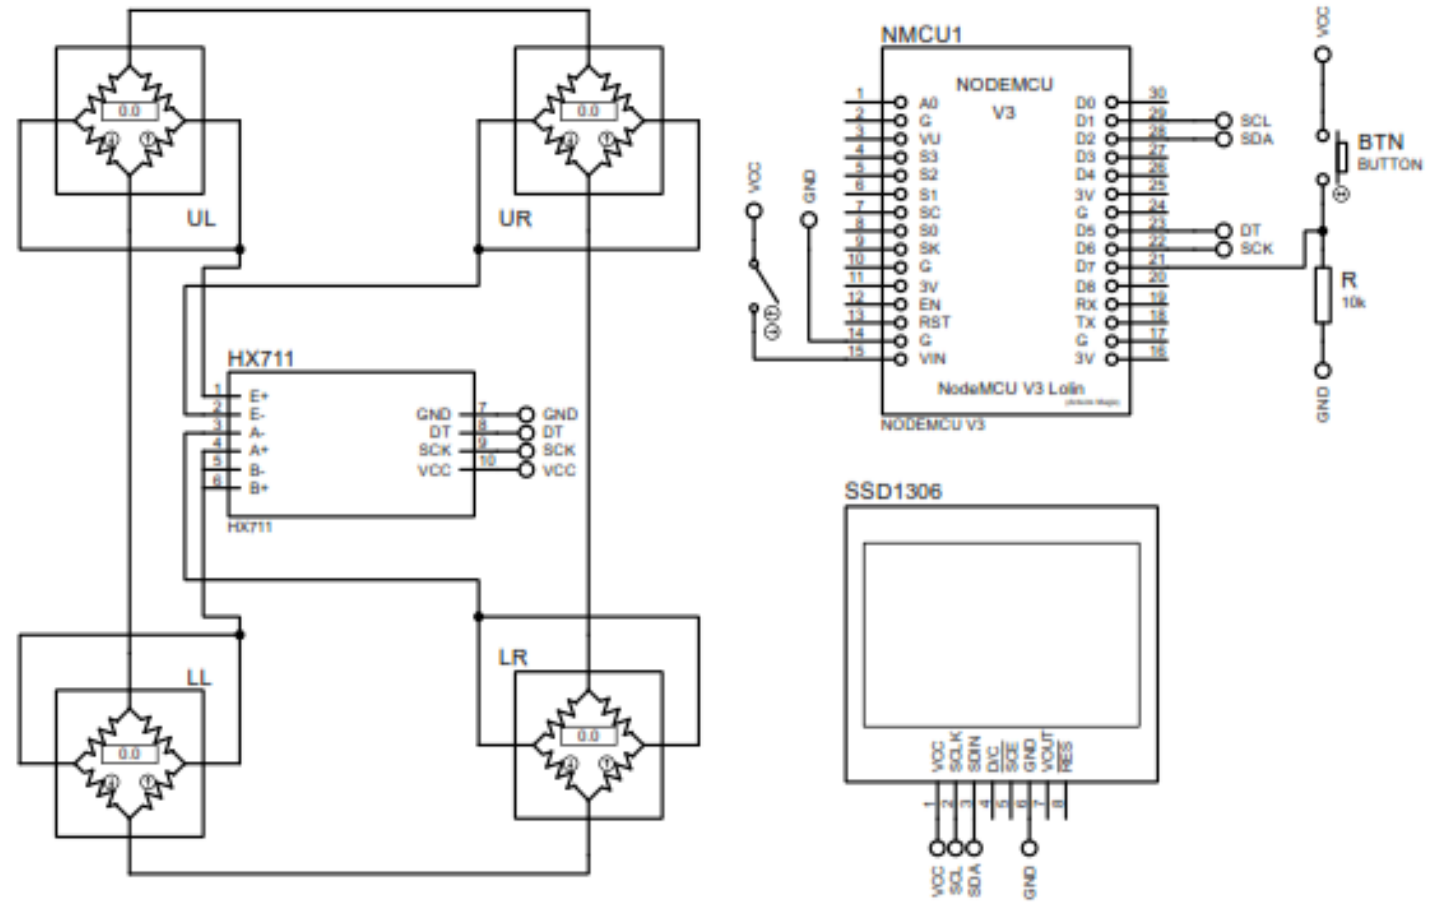 UL
0.0
UR
0.0
HX711
1 E+
2 E-
3 A-
4 A+
5 B-
6 B+
GND 7 GND
DT 8 DT
SCK 9 SCK
VCC 10 VCC
HX711
LL
0.0
LR
0.0
NMCU1
NODEMCU
V3
1 A0
2 G
3 VU
4 S3
5 S2
6 S1
7 SC
8 S0
9 SK
10 G
11 3V
12 EN
13 RST
14 G
15 VIN
D0 30
D1 29 SCL
D2 28 SDA
D3 27
D4 26
3V 25
G 24
D5 23 DT
D6 22 SCK
D7 21
D8 20
RX 19
TX 18
G 17
3V 16
NodeMCU V3 Lolin
NODEMCU V3
VCC
GND
VCC
BTN
BUTTON
R
10k
GND
SSD1306
VCC
SCLK
SDIN
D/C
SCE
GND
VOUT
RES
1
2
3
4
5
6
7
8
VCC
SCL
SDA
GND